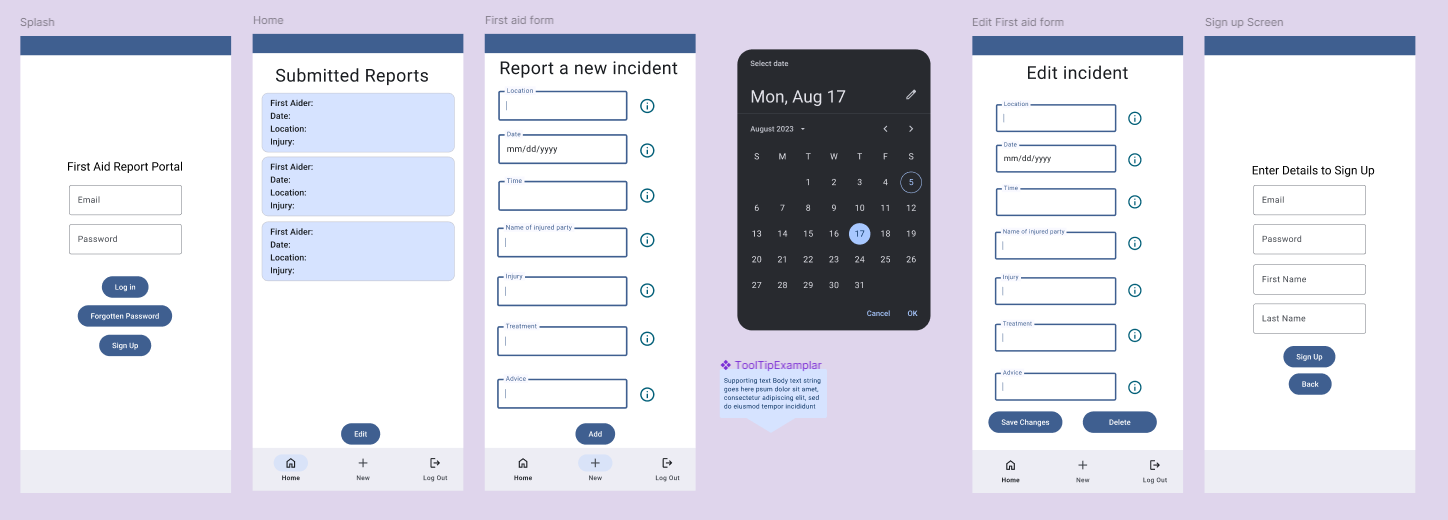 Splash
First Aid Report Portal
Email
Password
Log in
Forgotten Password
Sign Up
Home
Submitted Reports
First Aider:
Date:
Location:
Injury:
First Aider:
Date:
Location:
Injury:
First Aider:
Date:
Location:
Injury:
Edit
Home
New
Log Out
First aid form
Report a new incident
Location
Date
mm/dd/yyyy
Time
Name of injured party
Injury
Treatment
Advice
Add
Home
New
Log Out
Select date
Mon, Aug 17
August 2023
S M T W T F S
1 2 3 4 5
6 7 8 9 10 11 12
13 14 15 16 17 18 19
20 21 22 23 24 25 26
27 28 29 30 31
Cancel OK
ToolTipExamplar
Supporting text Body text string
goes here psum dolor sit amet,
consectetur adipiscing elit, sed
do eiusmod tempor incididunt
Edit First aid form
Edit incident
Location
Date
mm/dd/yyyy
Time
Name of injured party
Injury
Treatment
Advice
Save Changes
Delete
Home
New
Log Out
Sign up Screen
Enter Details to Sign Up
Email
Password
First Name
Last Name
Sign Up
Back